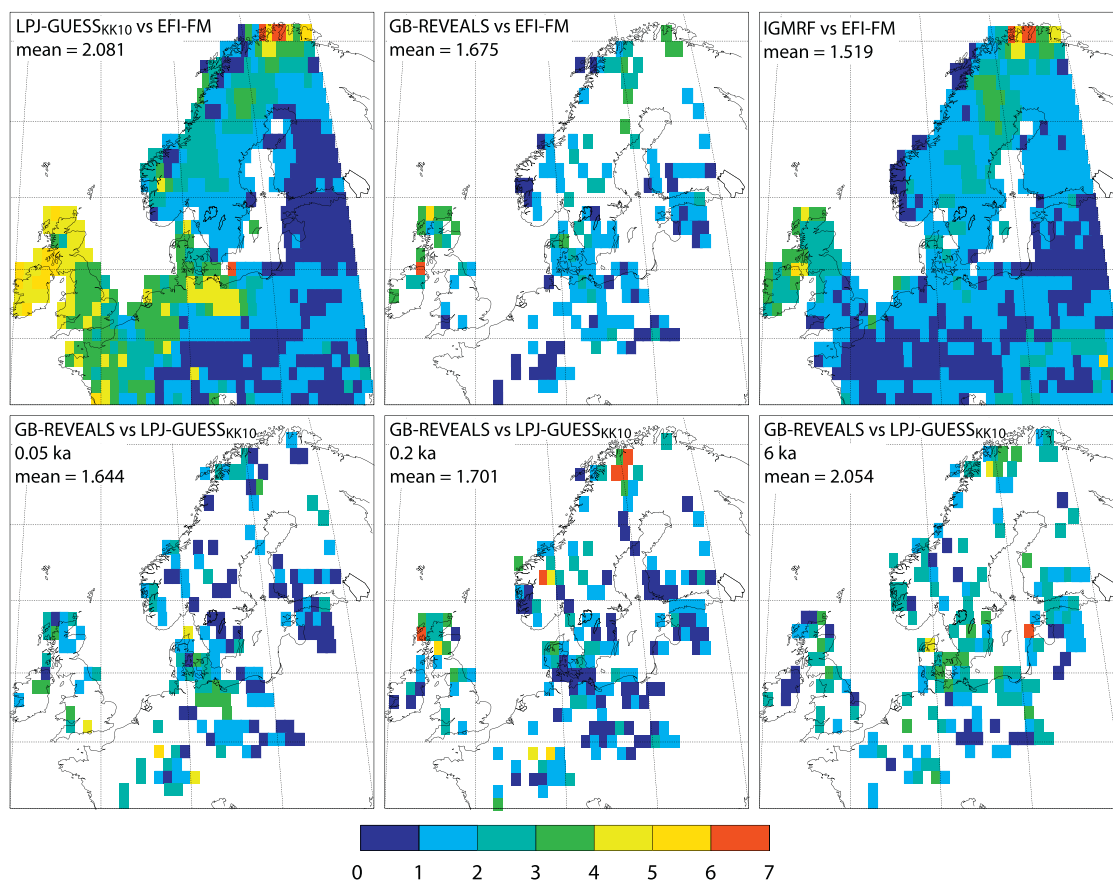 LPJ-GUESSKK10 vs EFI-FM
mean = 2.081
GB-REVEALS vs EFI-FM
mean = 1.675
IGMRF vs EFI-FM
mean = 1.519
GB-REVEALS vs LPJ-GUESSKK10
0.05 ka
mean = 1.644
GB-REVEALS vs LPJ-GUESSKK10
0.2 ka
mean = 1.701
GB-REVEALS vs LPJ-GUESSKK10
6 ka
mean = 2.054
0 1 2 3 4 5 6 7